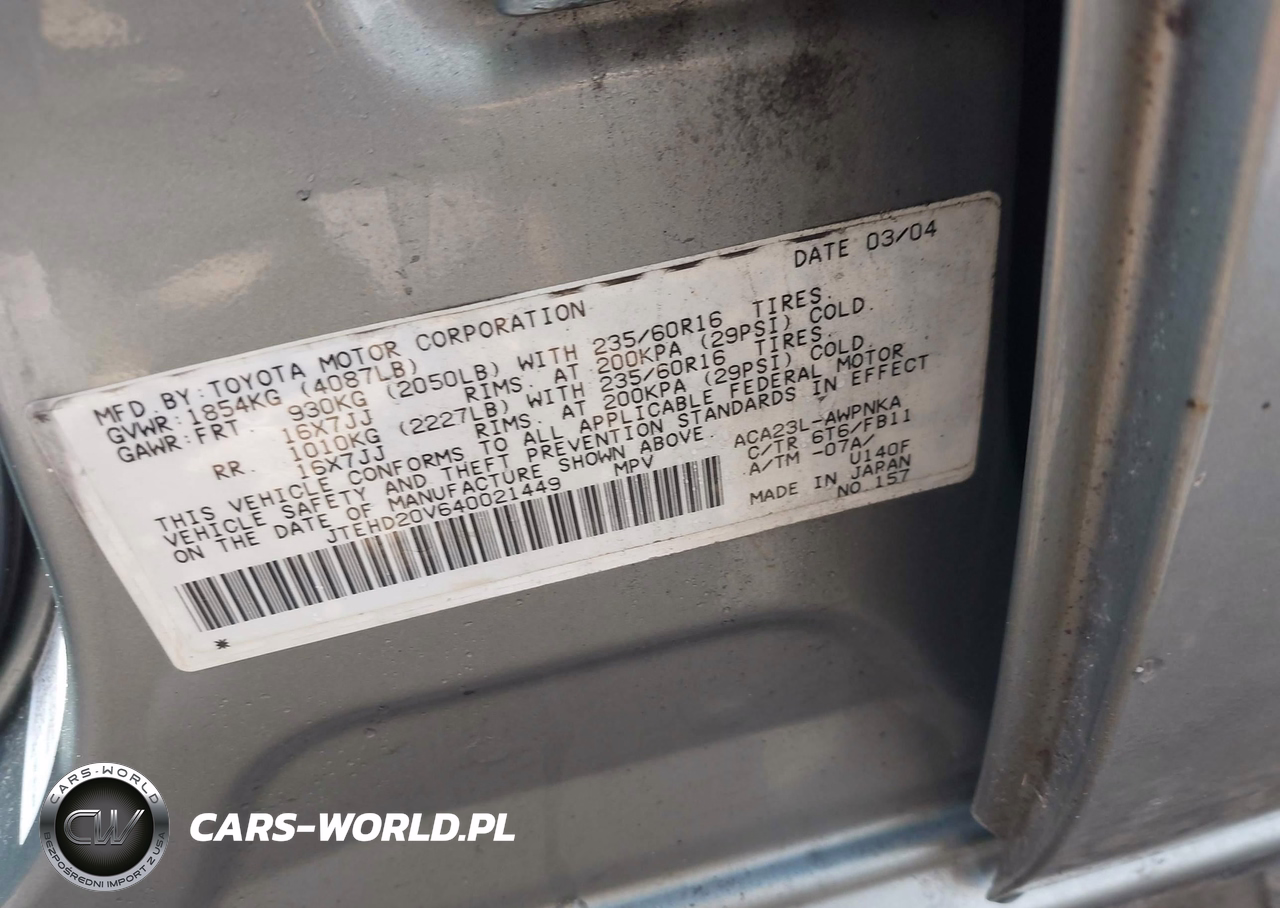 DATE 03/04
MFD BY:TOYOTA MOTOR CORPORATION
GVWR:1854KG (4087LB)
GAWR:FRT 930KG (2050LB) WITH 235/60R16 TIRES.
16X7JJ RIMS. AT 200KPA (29PSI) COLD.
RR. 1010KG (2227LB) WITH 235/60R16 TIRES.
16X7JJ RIMS. AT 200KPA (29PSI) COLD.
THIS VEHICLE CONFORMS TO ALL APPLICABLE FEDERAL MOTOR
VEHICLE SAFETY AND THEFT PREVENTION STANDARDS IN EFFECT
ON THE DATE OF MANUFACTURE SHOWN ABOVE.
JTEHD20V640021449 MPV
ACA23L-AWPNKA
C/TR 6T6/FB11
A/TM -07A/
U140F
MADE IN JAPAN
NO.157
*
CARS-WORLD
CW
BEZPOŚREDNI IMPORT Z USA
CARS-WORLD.PL